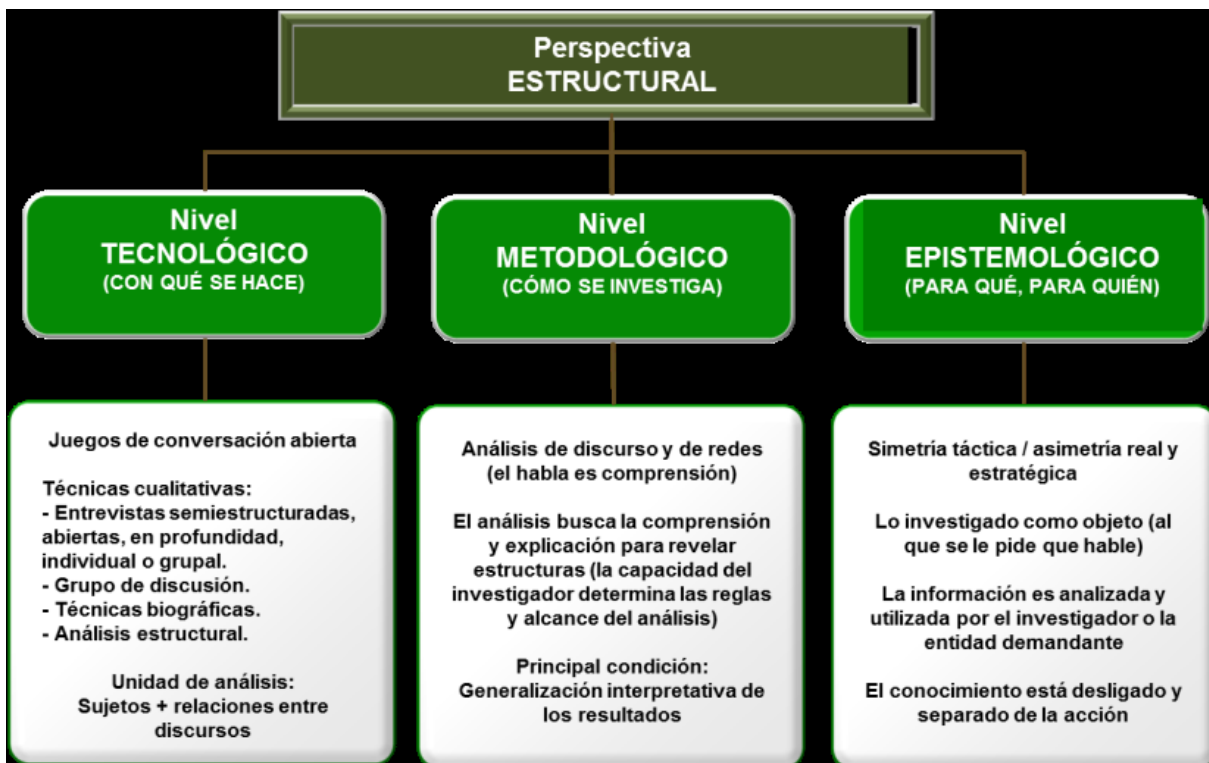 Perspectiva
ESTRUCTURAL
Nivel
TECNOLÓGICO
(CON QUÉ SE HACE)
Nivel
METODOLÓGICO
(CÓMO SE INVESTIGA)
Nivel
EPISTEMOLÓGICO
(PARA QUÉ, PARA QUIÉN)
Juegos de conversación abierta
Técnicas cualitativas:
- Entrevistas semiestructuradas,
abiertas, en profundidad,
individual o grupal.
- Grupo de discusión.
- Técnicas biográficas.
- Análisis estructural.
Unidad de análisis:
Sujetos + relaciones entre
discursos
Análisis de discurso y de redes
(el habla es comprensión)
El análisis busca la comprensión
y explicación para revelar
estructuras (la capacidad del
investigador determina las reglas
y alcance del análisis)
Principal condición:
Generalización interpretativa de
los resultados
Simetría táctica / asimetría real y
estratégica
Lo investigado como objeto (al
que se le pide que hable)
La información es analizada y
utilizada por el investigador o la
entidad demandante
El conocimiento está desligado y
separado de la acción